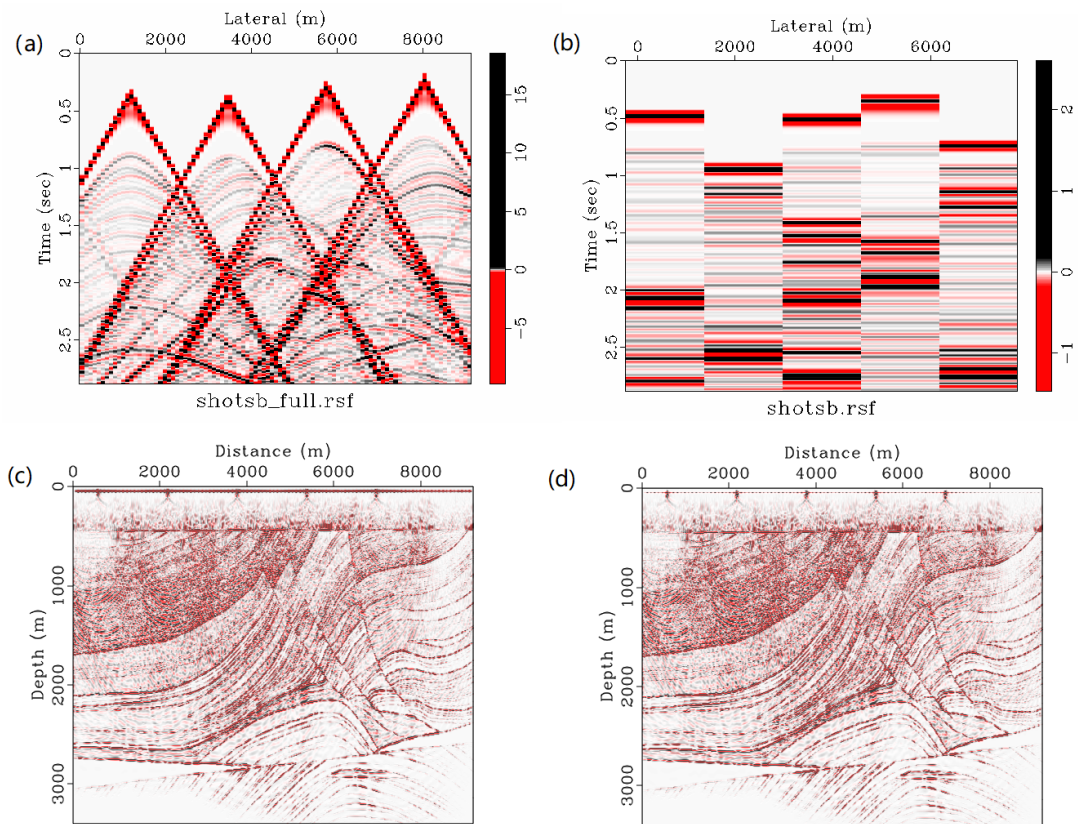 (a)
Lateral (m)
0 2000 4000 6000 8000
Time (sec)
0
0.5
1
1.5
2
2.5
15
10
5
0
−5
shotsb_full.rsf
(b)
Lateral (m)
0 2000 4000 6000
Time (sec)
0
0.5
1
1.5
2
2.5
2
1
0
−1
shotsb.rsf
(c)
Distance (m)
0 2000 4000 6000 8000
Depth (m)
0
1000
2000
3000
(d)
Distance (m)
0 2000 4000 6000 8000
Depth (m)
0
1000
2000
3000